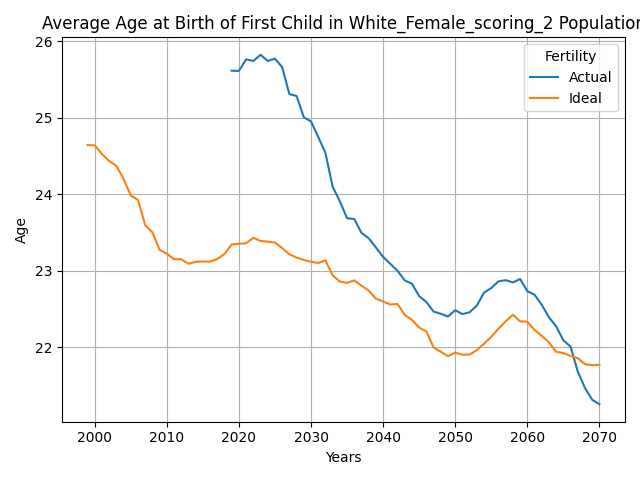 Average Age at Birth of First Child in White_Female_scoring_2 Population
26
25
24
23
22
Age
2000 2010 2020 2030 2040 2050 2060 2070
Years
Fertility
Actual
Ideal